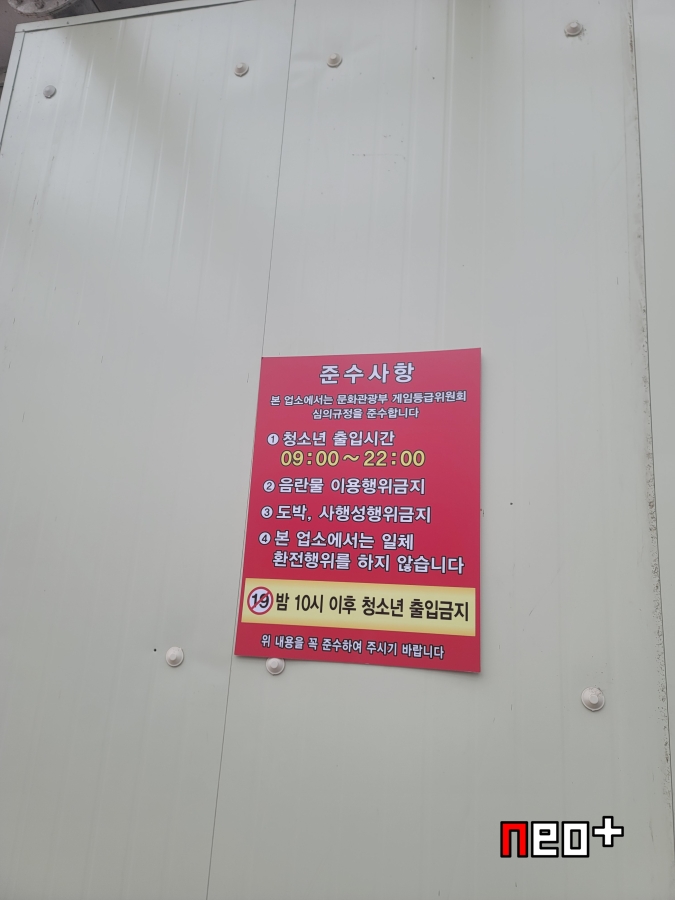 준수사항
본 업소에서는 문화관광부 게임등급위원회
심의규정을 준수합니다
① 청소년 출입시간
09:00~22:00
② 음란물 이용행위금지
③ 도박, 사행성행위금지
④ 본 업소에서는 일체
환전행위를 하지 않습니다
19 밤 10시 이후 청소년 출입금지
위 내용을 꼭 준수하여 주시기 바랍니다
neo+